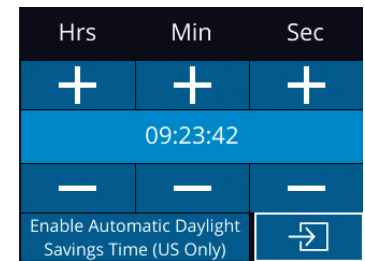 Hrs Min Sec
09:23:42
Enable Automatic Daylight
Savings Time (US Only)